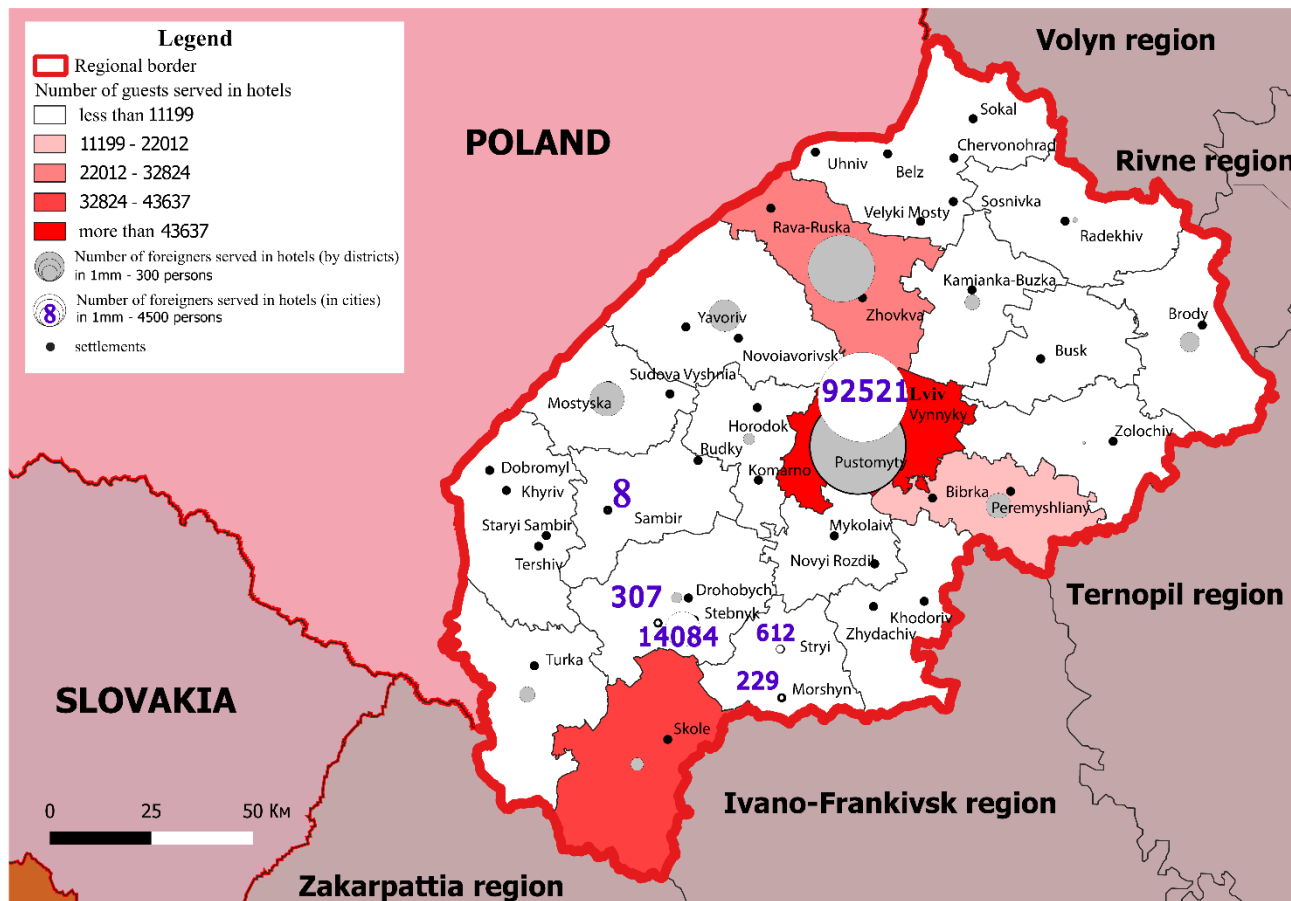 Legend
Regional border
Number of guests served in hotels
less than 11199
11199 - 22012
22012 - 32824
32824 - 43637
more than 43637
Number of foreigners served in hotels (by districts)
in 1mm - 300 persons
8
Number of foreigners served in hotels (in cities)
in 1mm - 4500 persons
settlements
Volyn region
POLAND
Rivne region
Sokal
Chervonohrad
Uhniv
Belz
Sosnivka
Velyki Mosty
Radekhiv
Rava-Ruska
Kamianka-Buzka
Zhovkva
Brody
Yavoriv
Novoiavorivsk
Busk
Sudova Vyshnia
Mostyska
92521
Lviv
Vynnyky
Horodok
Zolochiv
Rudky
Pustomyty
Komarno
Dobromyl
Khyriv
8
Sambir
Bibrka
Peremyshliany
Staryi Sambir
Tershiv
Mykolaiv
Novyi Rozdil
307
Drohobych
Stebnyk
14084
612
Stryi
Zhydachiv
Khodoriv
Ternopil region
Turka
229
Morshyn
SLOVAKIA
Skole
0 25 50 Км
Ivano-Frankivsk region
Zakarpattia region